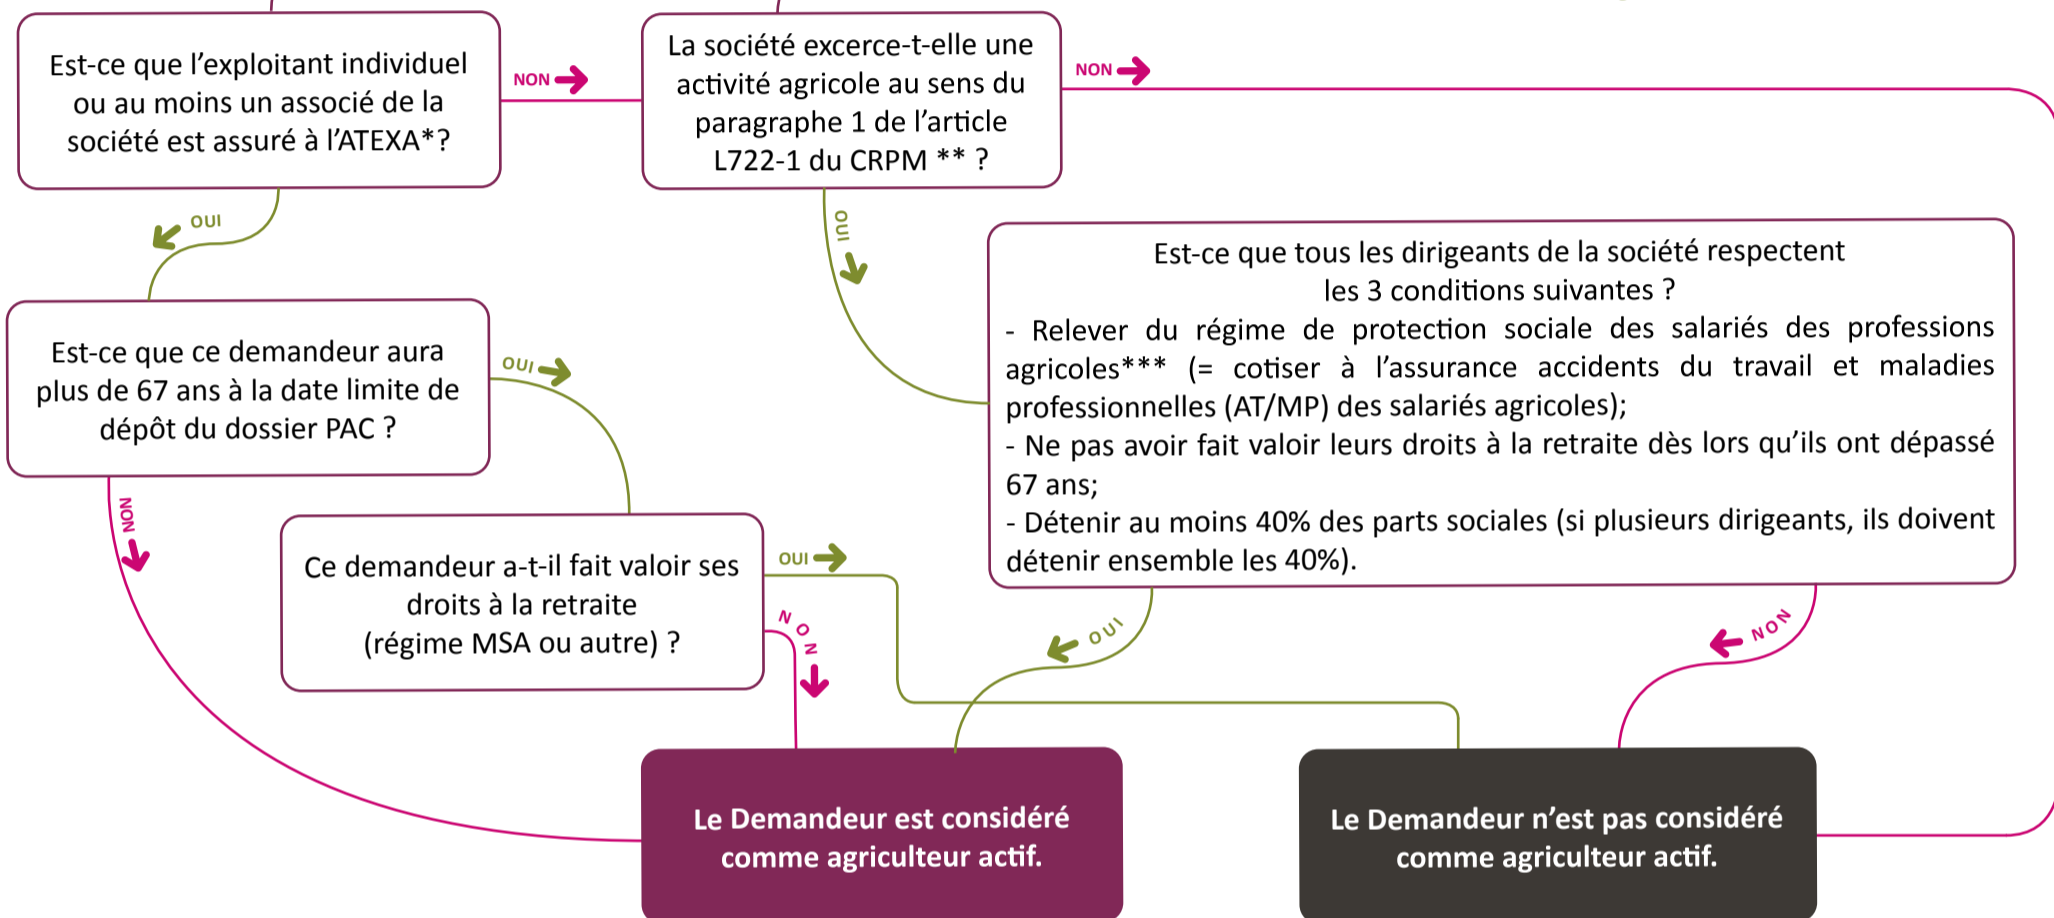 Est-ce que l’exploitant individuel
ou au moins un associé de la
société est assuré à l’ATEXA*?
NON
La société excerce-t-elle une
activité agricole au sens du
paragraphe 1 de l’article
L722-1 du CRPM ** ?
NON
OUI
OUI
Est-ce que tous les dirigeants de la société respectent
les 3 conditions suivantes ?
- Relever du régime de protection sociale des salariés des professions
agricoles*** (= cotiser à l’assurance accidents du travail et maladies
professionnelles (AT/MP) des salariés agricoles);
- Ne pas avoir fait valoir leurs droits à la retraite dès lors qu’ils ont dépassé
67 ans;
- Détenir au moins 40% des parts sociales (si plusieurs dirigeants, ils doivent
détenir ensemble les 40%).
Est-ce que ce demandeur aura
plus de 67 ans à la date limite de
dépôt du dossier PAC ?
OUI
NON
Ce demandeur a-t-il fait valoir ses
droits à la retraite
(régime MSA ou autre) ?
OUI
NON
OUI
NON
Le Demandeur est considéré
comme agriculteur actif.
Le Demandeur n’est pas considéré
comme agriculteur actif.